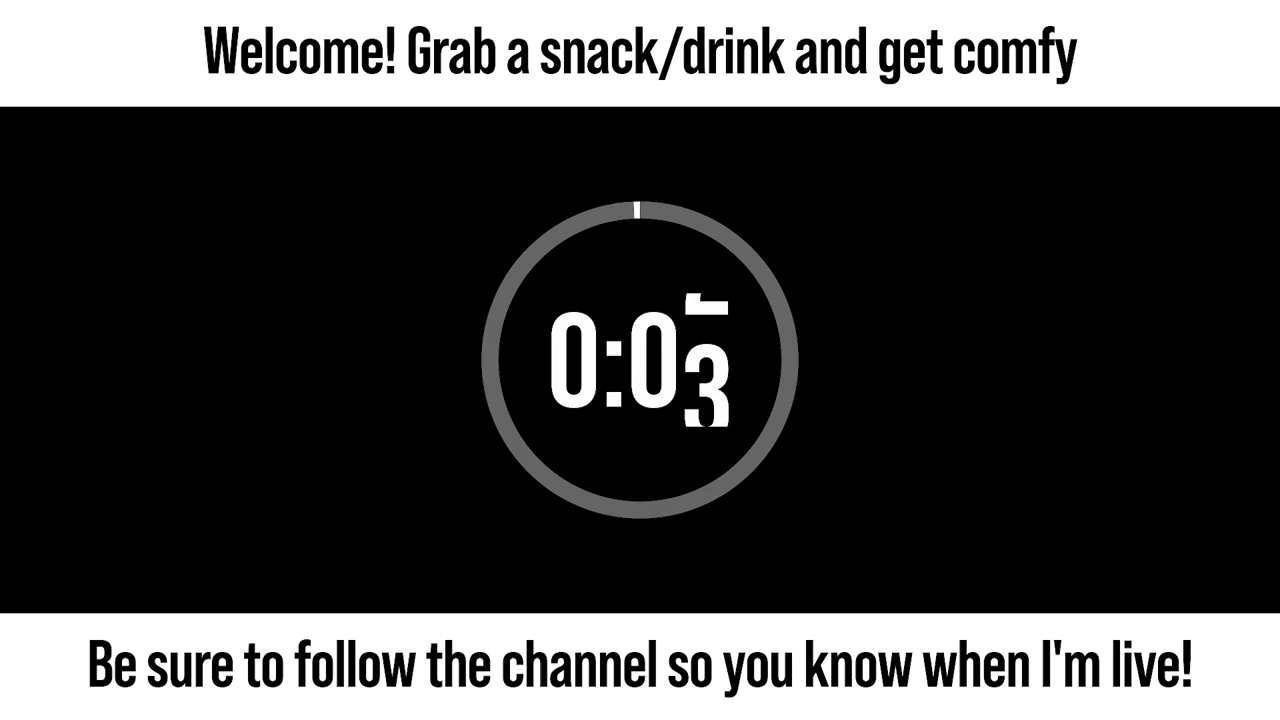 Welcome! Grab a snack/drink and get comfy
0:03
Be sure to follow the channel so you know when I'm live!